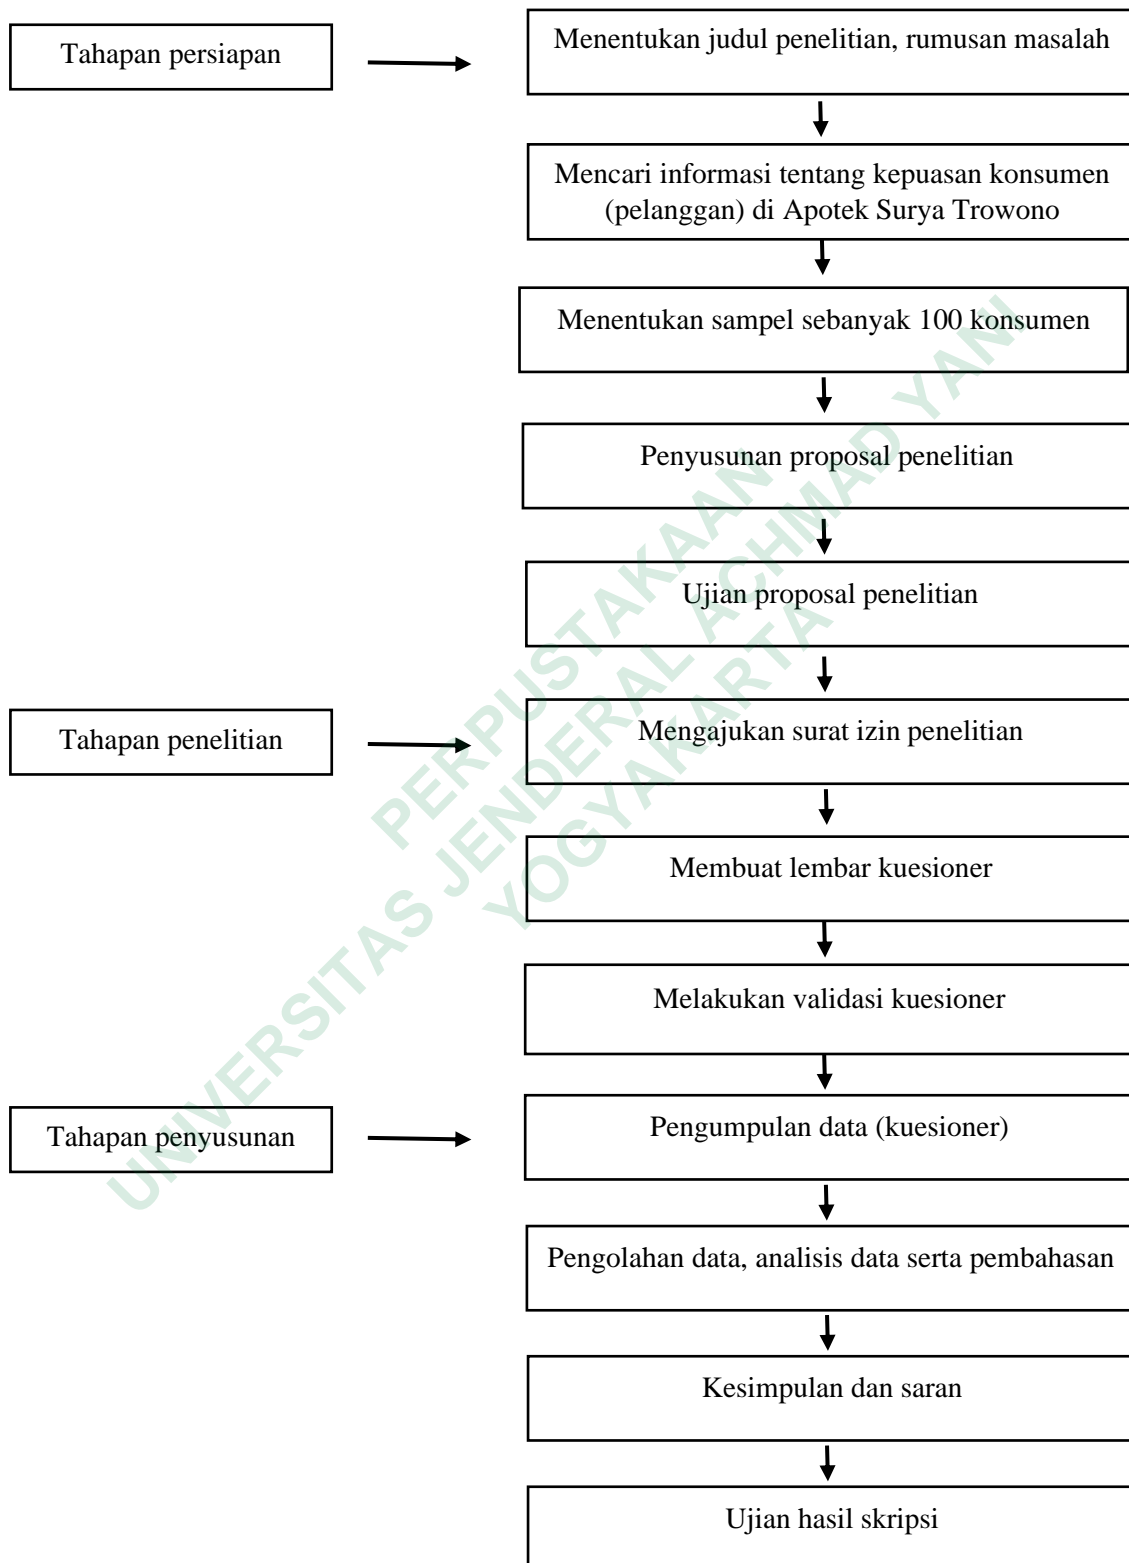 Tahapan persiapan
Menentukan judul penelitian, rumusan masalah
Mencari informasi tentang kepuasan konsumen
(pelanggan) di Apotek Surya Trowono
Menentukan sampel sebanyak 100 konsumen
Penyusunan proposal penelitian
Ujian proposal penelitian
Tahapan penelitian
Mengajukan surat izin penelitian
Membuat lembar kuesioner
Melakukan validasi kuesioner
Tahapan penyusunan
Pengumpulan data (kuesioner)
Pengolahan data, analisis data serta pembahasan
Kesimpulan dan saran
Ujian hasil skripsi
PERPUSTAKAAN
UNIVERSITAS JENDERAL ACHMAD YANI
YOGYAKARTA